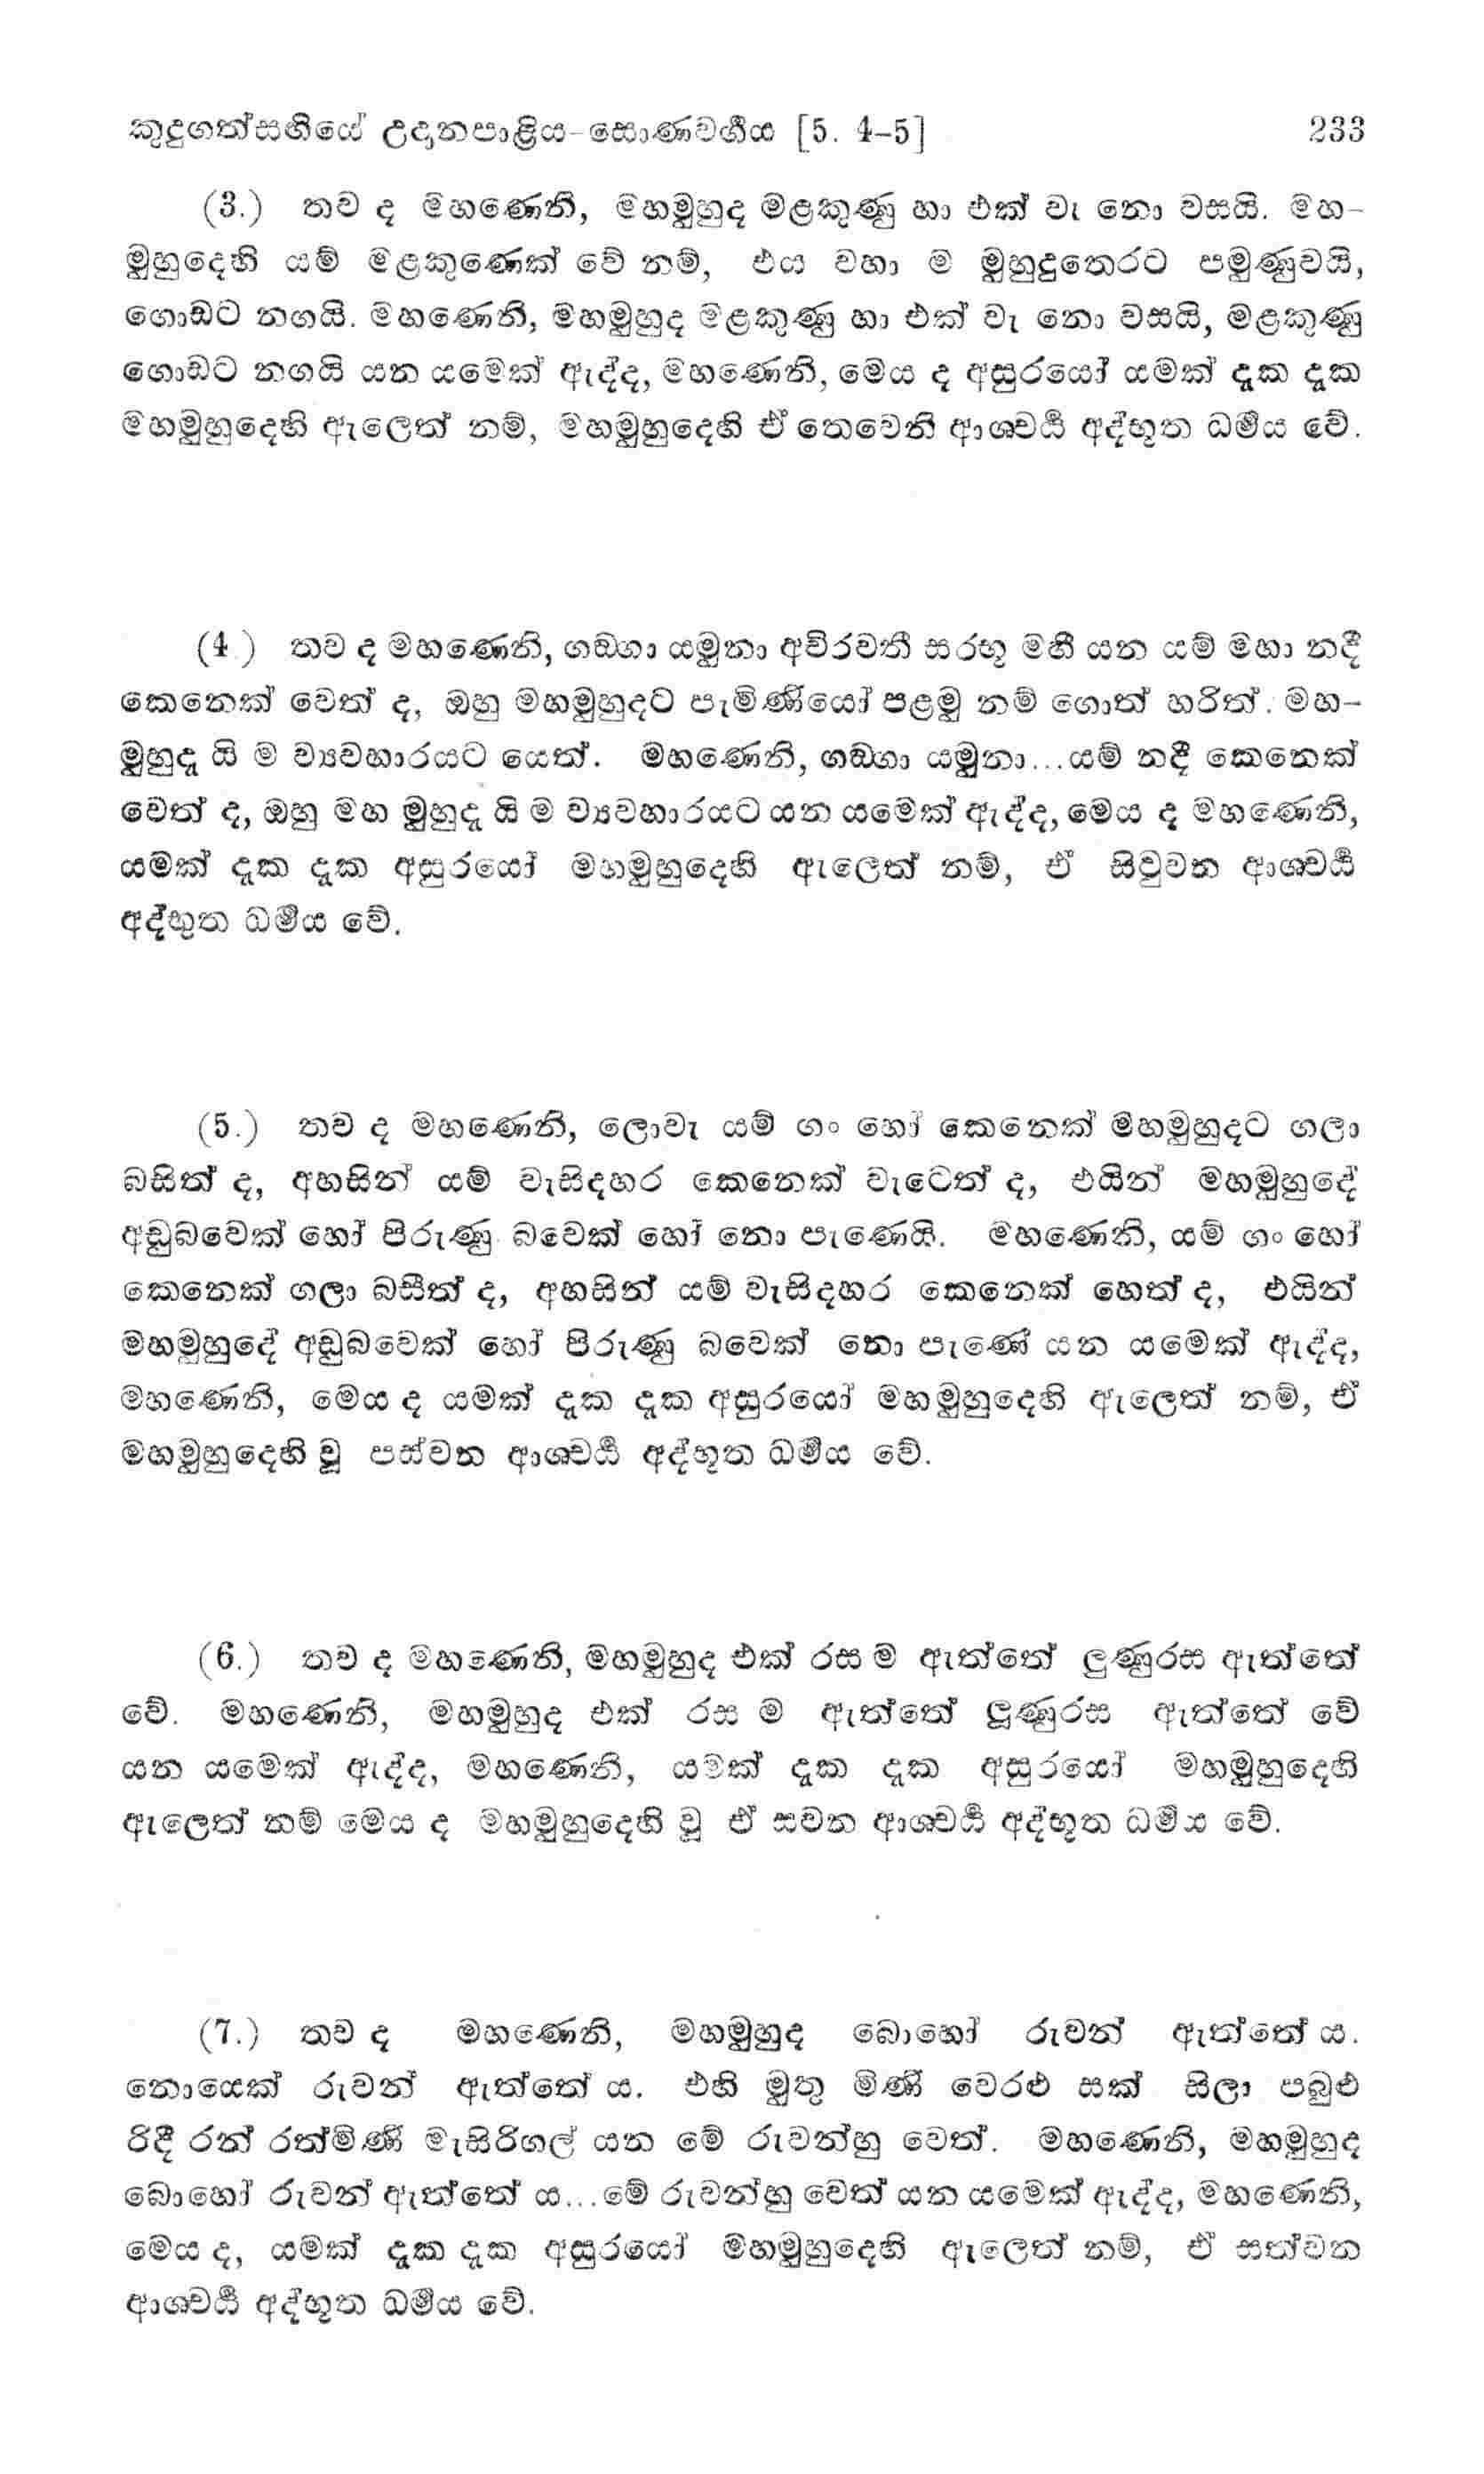 කුදුගත්සඟියේ උදානපාළිය-සොණවර්‍ගය [5. 4-5] 233
(3.) තව ද මහණෙනි, මහමුහුද මළකුණු හා එක් වැ නො වසයි. මහ-
මුහුදෙහි යම් මළකුණෙක් වේ නම්, එය වහා ම මුහුදුතෙරට පමුණුවයි,
ගොඩට නගයි. මහණෙනි, මහමුහුද මළකුණු හා එක් වැ නො වසයි, මළකුණු
ගොඩට නගයි යන යමෙක් ඇද්ද, මහණෙනි, මෙය ද අසුරයෝ යමක් දැක දැක
මහමුහුදෙහි ඇලෙත් නම්, මහමුහුදෙහි ඒ තෙවෙනි ආශ්චර්‍ය්‍ය අද්භූත ධර්‍මය වේ.
(4.) තව ද මහණෙනි, ගඞ්ගා යමුනා අචිරවතී සරභූ මහී යන යම් මහා නදී
කෙනෙක් වෙත් ද, ඔහු මහමුහුදට පැමිණියෝ පළමු නම් ගොත් හරිත්. මහ-
මුහුදැ යි ම ව්‍යවහාරයට යෙත්. මහණෙනි, ගඞ්ගා යමුනා...යම් නදී කෙනෙක්
වෙත් ද, ඔහු මහ මුහුදැ යි ම ව්‍යවහාරයට යන යමෙක් ඇද්ද, මෙය ද මහණෙනි,
යමක් දැක දැක අසුරයෝ මහමුහුදෙහි ඇලෙත් නම්, ඒ සිවුවන ආශ්චර්‍ය්‍ය
අද්භුත ධර්‍මය වේ.
(5.) තව ද මහණෙනි, ලොවැ යම් ගං හෝ කෙනෙක් මහමුහුදට ගලා
බසිත් ද, අහසින් යම් වැසිදහර කෙනෙක් වැටෙත් ද, එයින් මහමුහුදේ
අඩුබවෙක් හෝ පිරුණු බවෙක් හෝ නො පැණෙයි. මහණෙනි, යම් ගං හෝ
කෙනෙක් ගලා බසිත් ද, අහසින් යම් වැසිදහර කෙනෙක් හෙත් ද, එයින්
මහමුහුදේ අඩුබවෙක් හෝ පිරුණු බවෙක් නො පැණේ යන යමෙක් ඇද්ද,
මහණෙනි, මෙය ද යමක් දැක දැක අසුරයෝ මහමුහුදෙහි ඇලෙත් නම්, ඒ
මහමුහුදෙහි වූ පස්වන ආශ්චර්‍ය්‍ය අද්භූත ධර්‍මය වේ.
(6.) තව ද මහණෙනි, මහමුහුද එක් රස ම ඇත්තේ ලුණුරස ඇත්තේ
වේ. මහණෙනි, මහමුහුද එක් රස ම ඇත්තේ ලූණුරස ඇත්තේ වේ
යන යමෙක් ඇද්ද, මහණෙනි, යමක් දැක දැක අසුරයෝ මහමුහුදෙහි
ඇලෙත් නම් මෙය ද මහමුහුදෙහි වූ ඒ සවන ආශ්චර්‍ය්‍ය අද්භූත ධර්‍මය වේ.
(7.) තව ද මහණෙනි, මහමුහුද බොහෝ රුවන් ඇත්තේ ය.
නොයෙක් රුවන් ඇත්තේ ය. එහි මුතු මිණි වෙරළු සක් සිලා පබුළු
රිදී රන් රත්මිණි මැසිරිගල් යන මේ රුවන්හු වෙත්. මහණෙනි, මහමුහුද
බොහෝ රුවන් ඇත්තේ ය...මේ රුවන්හු වෙත් යන යමෙක් ඇද්ද, මහණෙනි,
මෙය ද, යමක් දැක දැක අසුරයෝ මහමුහුදෙහි ඇලෙත් නම්, ඒ සත්වන
ආශ්චර්‍ය්‍ය අද්භූත ධර්‍මය වේ.